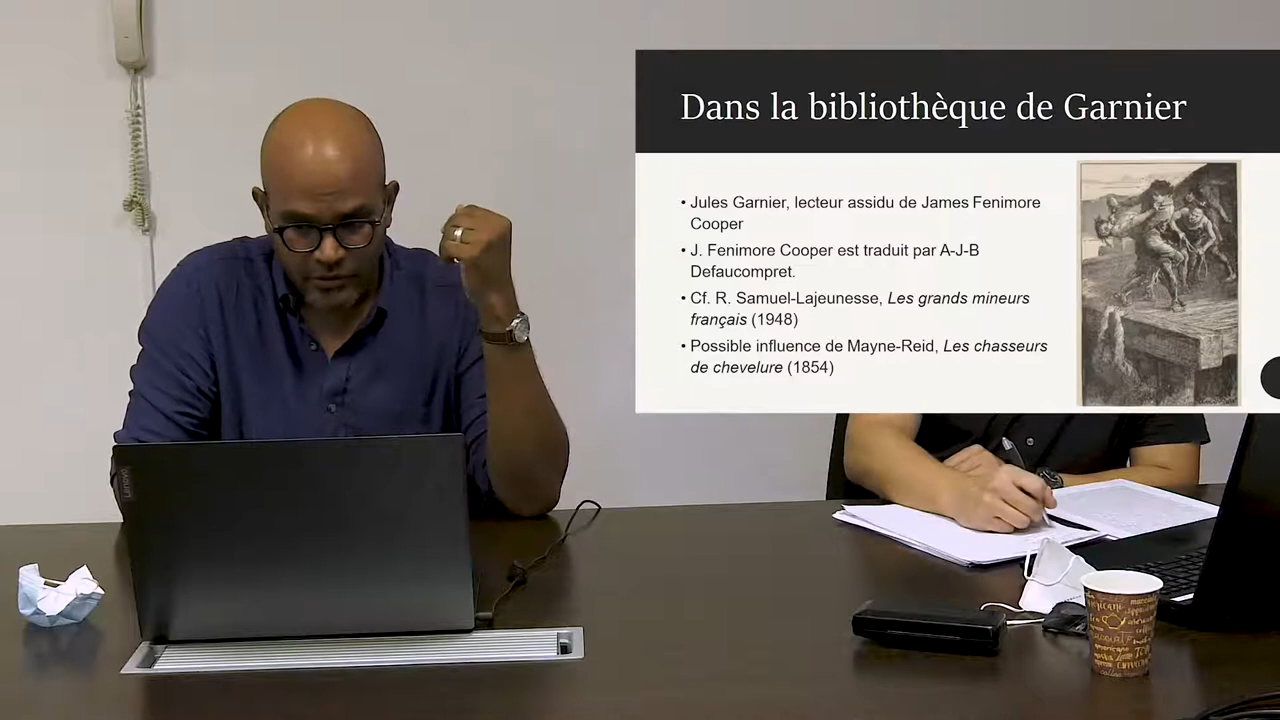 Dans la bibliothèque de Garnier
• Jules Garnier, lecteur assidu de James Fenimore
Cooper
• J. Fenimore Cooper est traduit par A-J-B
Defaucompret.
• Cf. R. Samuel-Lajeunesse, Les grands mineurs
français (1948)
• Possible influence de Mayne-Reid, Les chasseurs
de chevelure (1854)
Lenovo